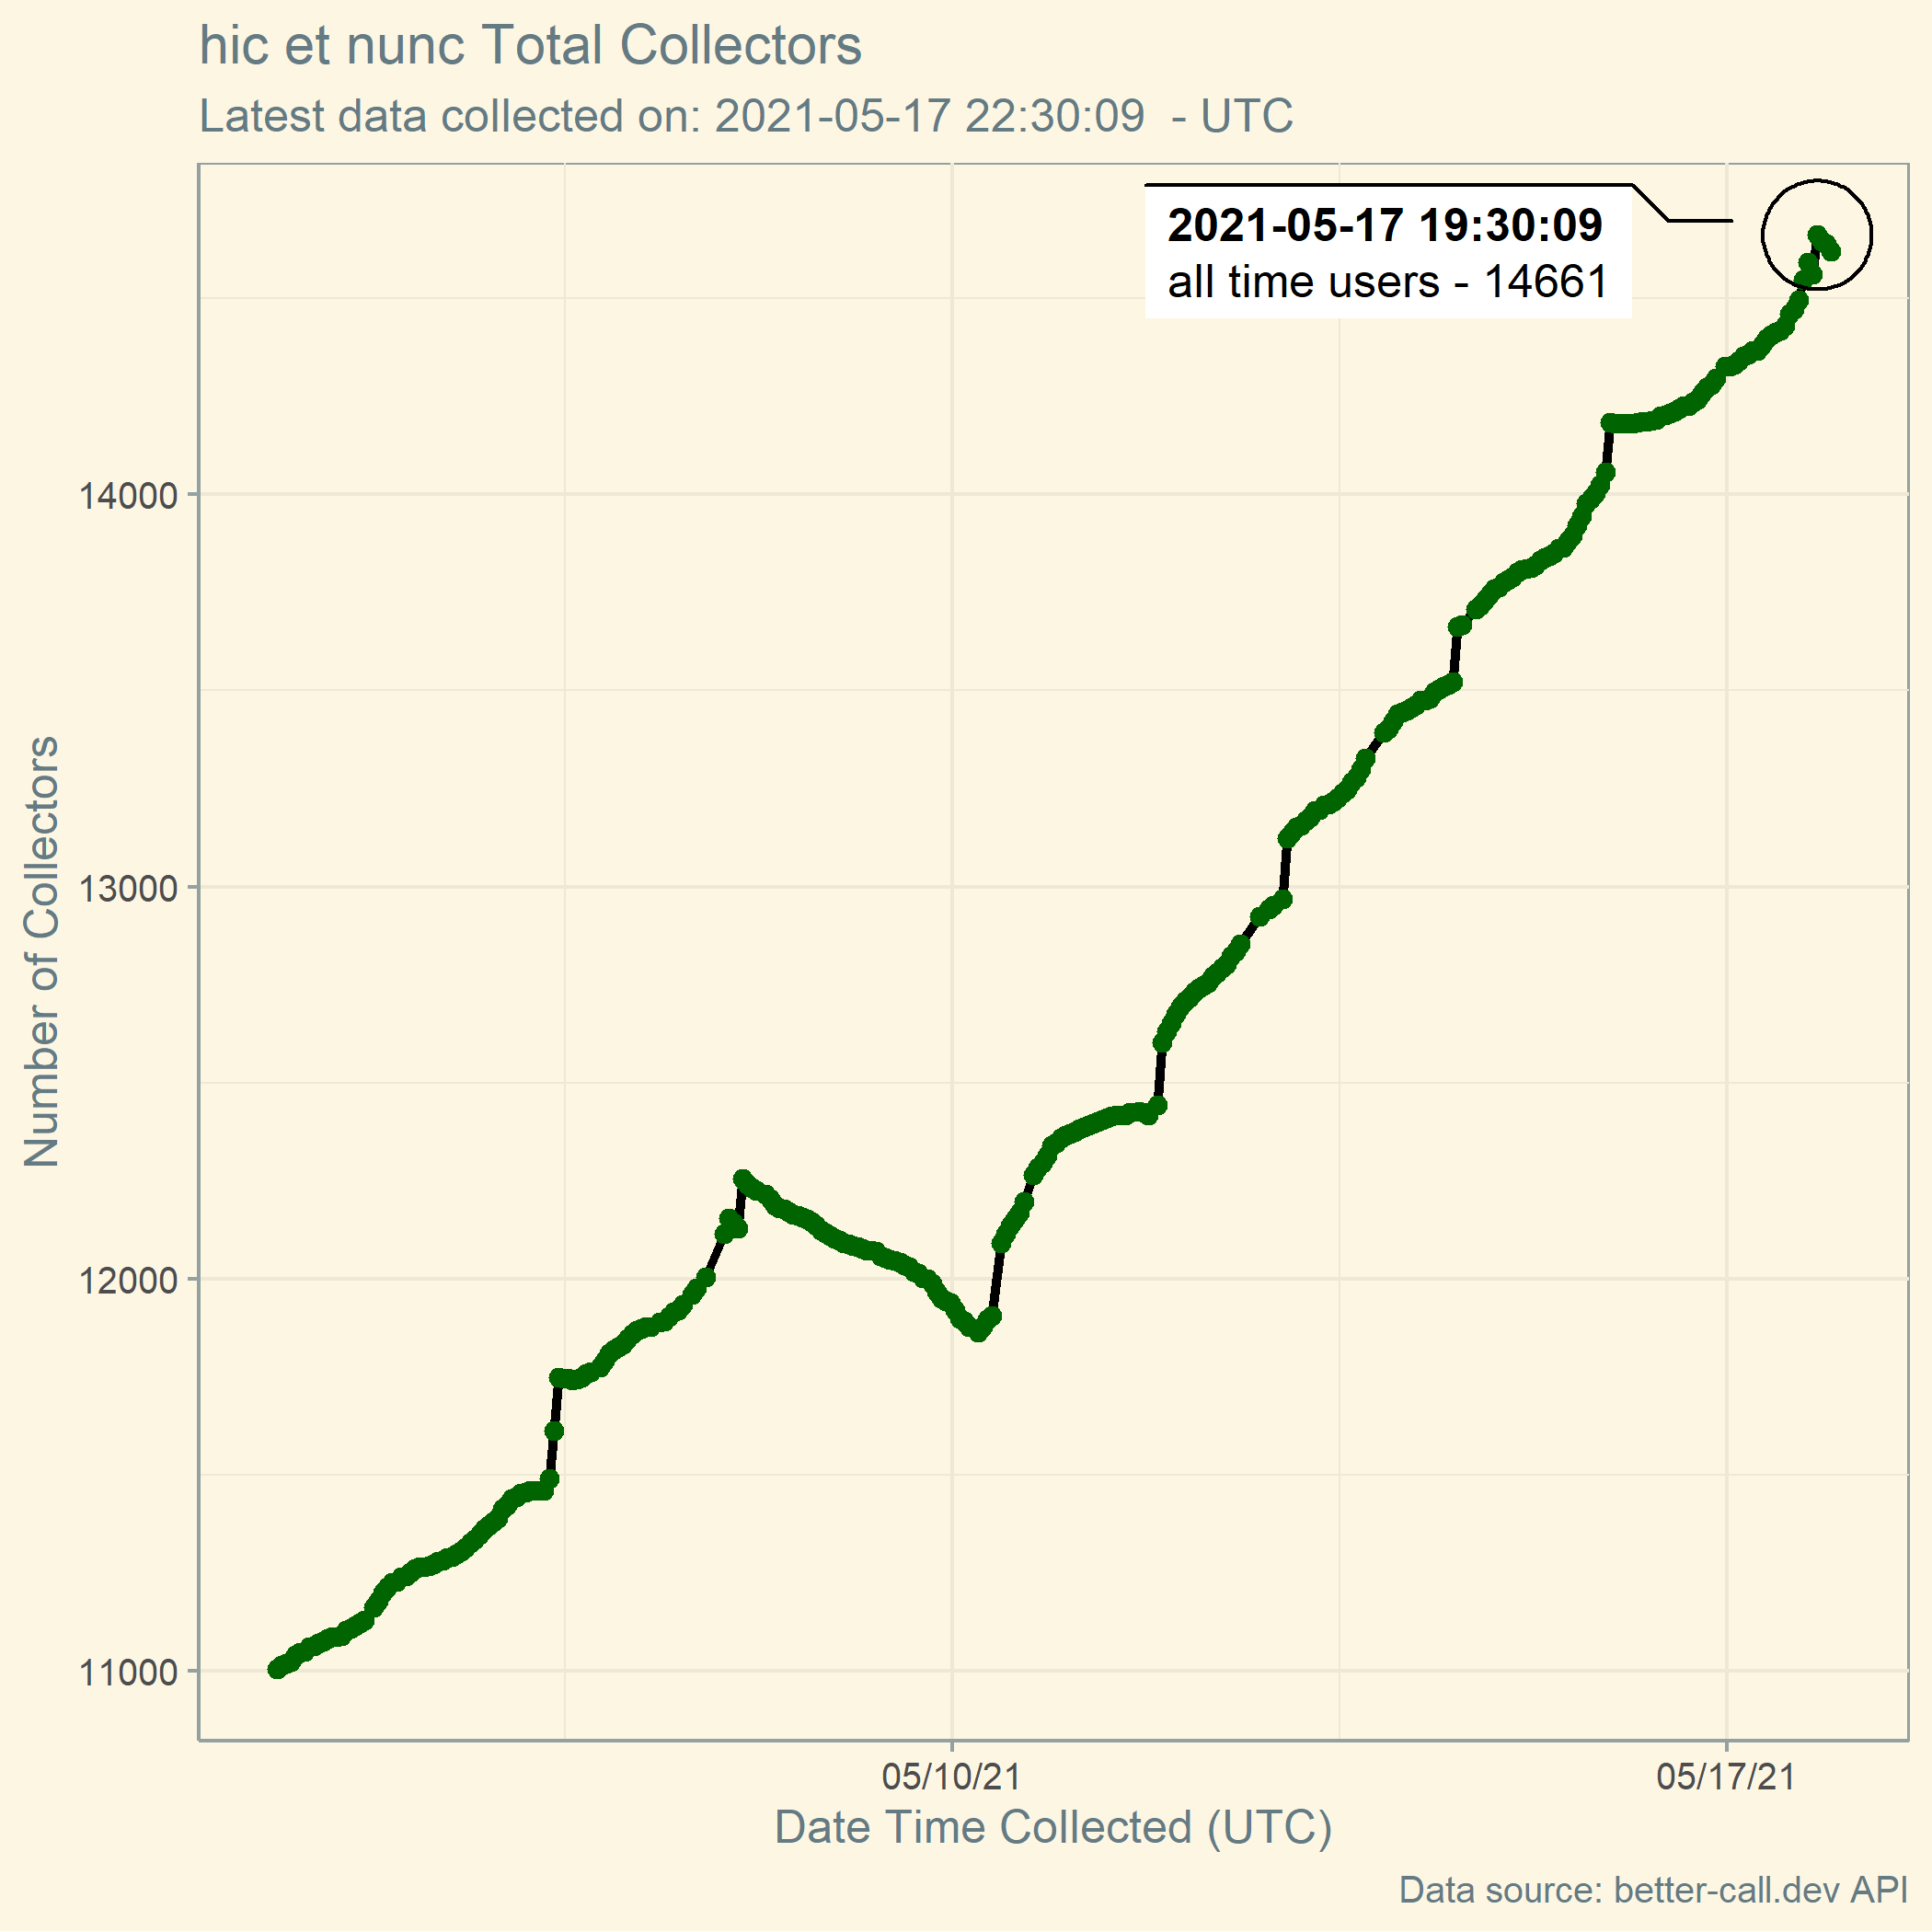 hic et nunc Total Collectors
Latest data collected on: 2021-05-17 22:30:09  - UTC
2021-05-17 19:30:09
all time users - 14661
14000
13000
12000
11000
Number of Collectors
05/10/21
05/17/21
Date Time Collected (UTC)
Data source: better-call.dev API